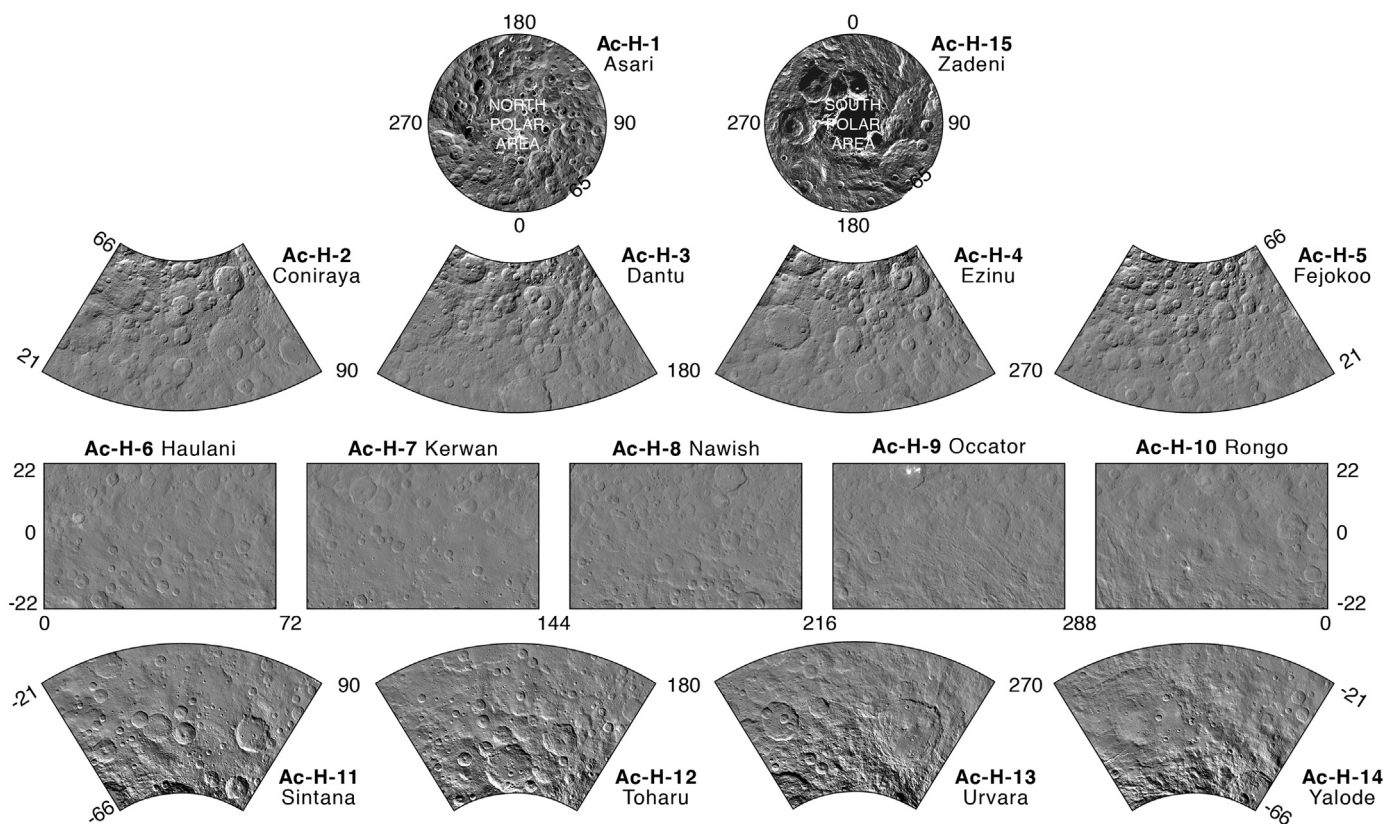 180
0
Ac-H-1
Asari
Ac-H-15
Zadeni
270
NORTH
POLAR
AREA
90
65
270
SOUTH
POLAR
AREA
90
-65
0
180
66
Ac-H-2
Coniraya
Ac-H-3
Dantu
Ac-H-4
Ezinu
66
Ac-H-5
Fejokoo
21
90
180
270
21
Ac-H-6 Haulani
Ac-H-7 Kerwan
Ac-H-8 Nawish
Ac-H-9 Occator
Ac-H-10 Rongo
22
22
0
0
-22
-22
0
72
144
216
288
0
-21
90
180
270
-21
-66
Ac-H-11
Sintana
Ac-H-12
Toharu
Ac-H-13
Urvara
-66
Ac-H-14
Yalode